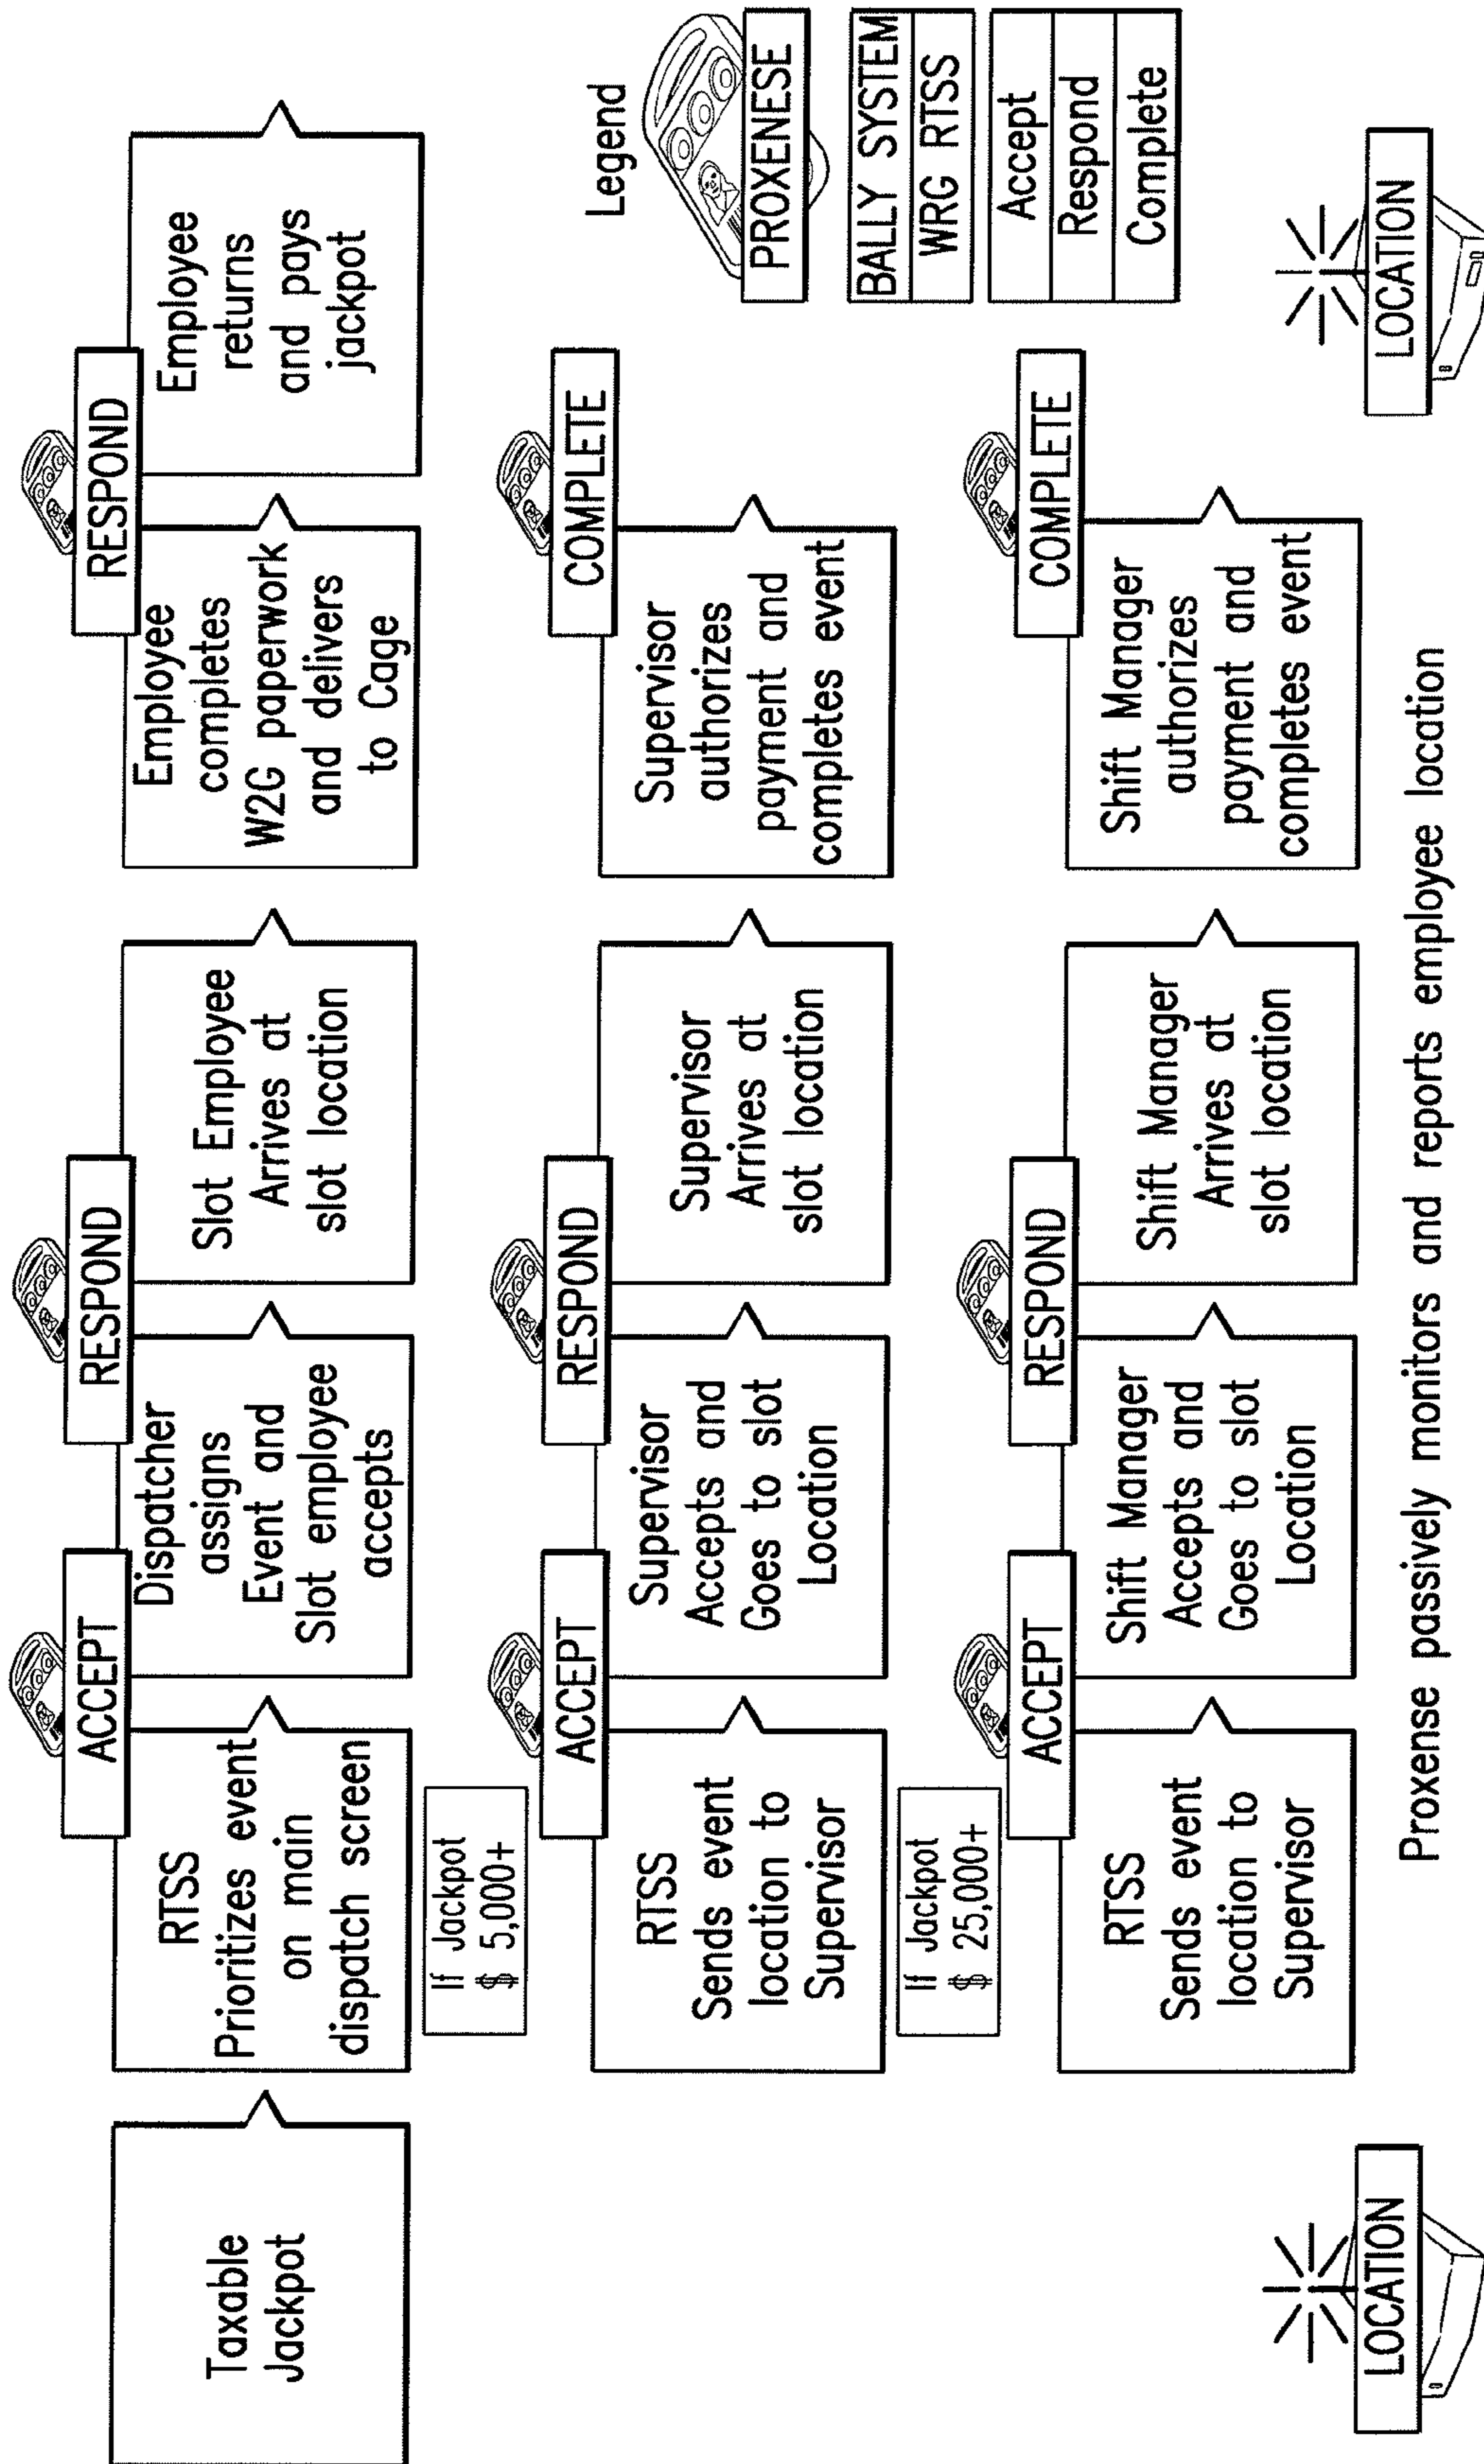 Taxable
Jackpot
RTSS
Prioritizes event
on main
dispatch screen
ACCEPT
Dispatcher
assigns
Event and
Slot employee
accepts
RESPOND
Slot Employee
Arrives at
slot location
Employee
completes
W2G paperwork
and delivers
to Cage
RESPOND
Employee
returns
and pays
jackpot
If Jackpot
$ 5,000+
RTSS
Sends event
location to
Supervisor
ACCEPT
Supervisor
Accepts and
Goes to slot
Location
RESPOND
Supervisor
Arrives at
slot location
Supervisor
authorizes
payment and
completes event
COMPLETE
If Jackpot
$ 25,000+
RTSS
Sends event
location to
Supervisor
ACCEPT
Shift Manager
Accepts and
Goes to slot
Location
RESPOND
Shift Manager
Arrives at
slot location
Shift Manager
authorizes
payment and
completes event
COMPLETE
Legend
PROXENESE
BALLY SYSTEM
WRG RTSS
Accept
Respond
Complete
LOCATION
Proxense passively monitors and reports employee location
LOCATION